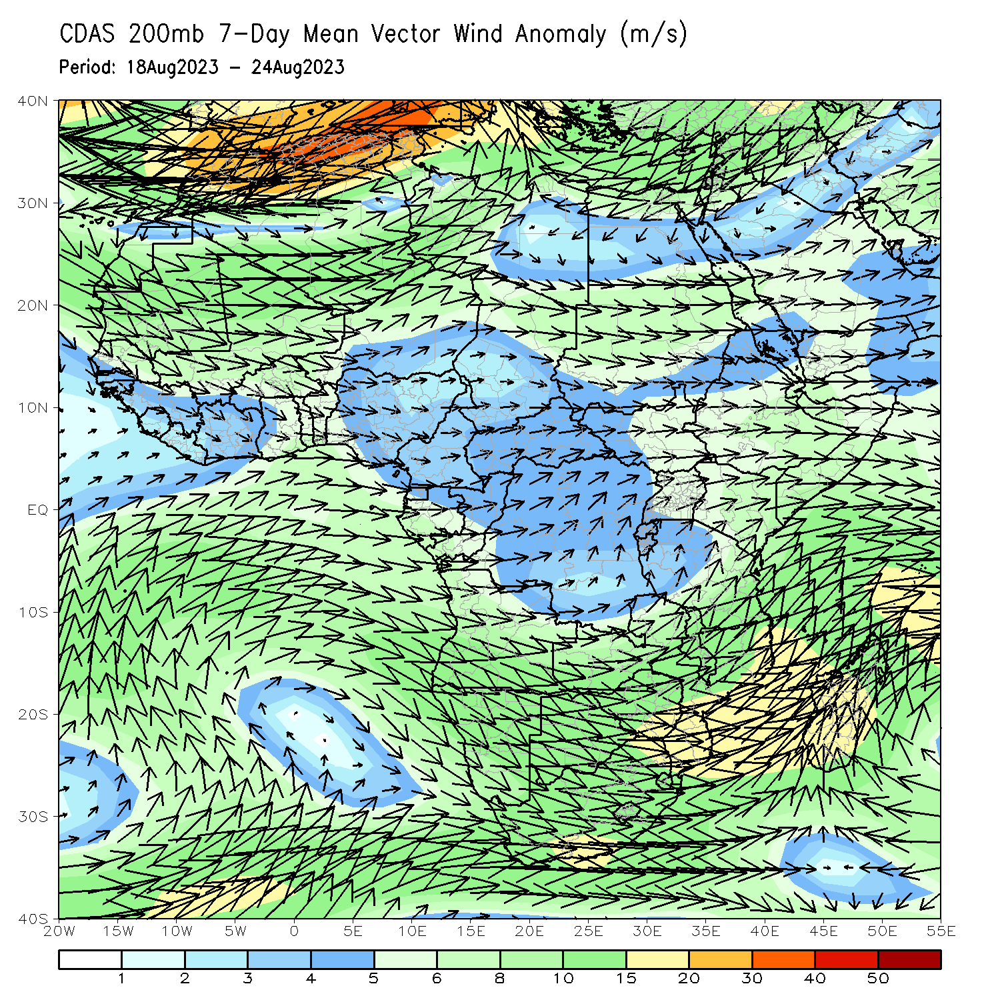 CDAS 200mb 7-Day Mean Vector Wind Anomaly (m/s)
Period: 18Aug2023 - 24Aug2023
40N
30N
20N
10N
EQ
10S
20S
30S
40S
20W 15W 10W 5W 0 5E 10E 15E 20E 25E 30E 35E 40E 45E 50E 55E
1 2 3 4 5 6 8 10 15 20 30 40 50